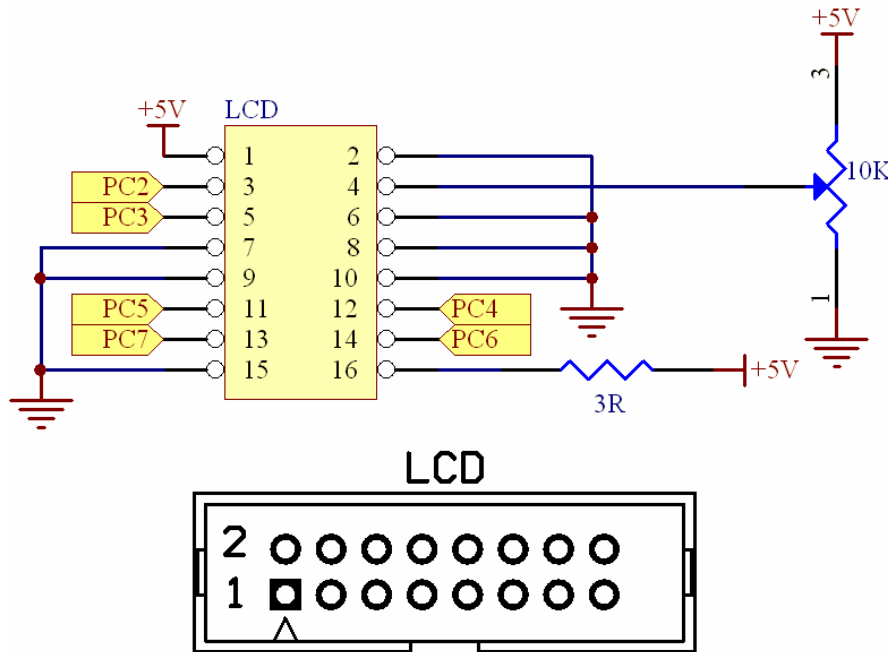 +5V
3
+5V LCD
1 2
10K
PC2 3 4
PC3 5 6
7 8
9 10
1
PC5 11 12 PC4
PC7 13 14 PC6
15 16
+5V
3R
LCD
2
1